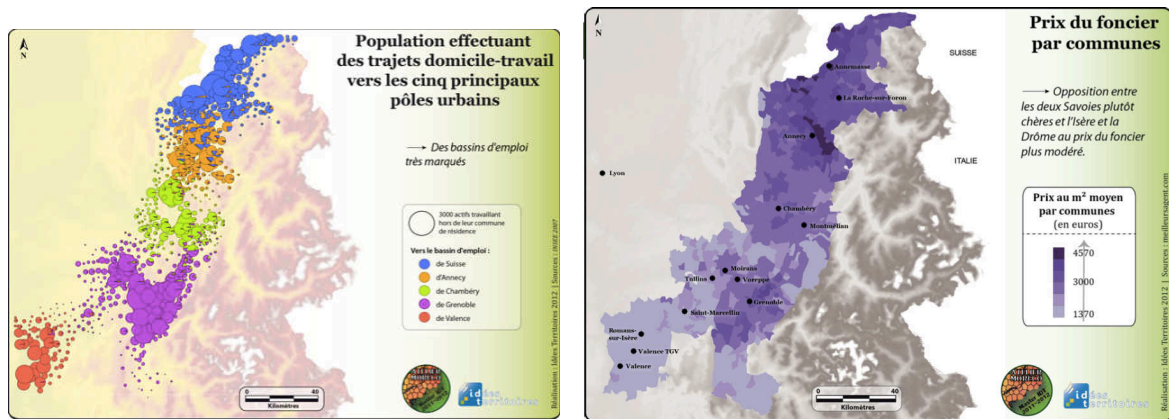 N
Population effectuant
des trajets domicile-travail
vers les cinq principaux
pôles urbains
Des bassins d'emploi
très marqués
3000 actifs travaillant
hors de leur commune
de résidence
Vers le bassin d'emploi :
de Suisse
d'Annecy
de Chambéry
de Grenoble
de Valence
0 40
Kilomètres
idées
territoires
Réalisation : Idées Territoires 2012 | Sources : INSEE 2007
N
Prix du foncier
par communes
SUISSE
Opposition entre
les deux Savoies plutôt
chères et l'Isère et la
Drôme au prix du foncier
plus modéré.
ITALIE
Annemasse
La Roche-sur-Foron
Annecy
Lyon
Chambéry
Montmélian
Moirans
Tullins
Voreppe
Grenoble
Saint-Marcellin
Romans-
sur-Isère
Valence TGV
Valence
Prix au m² moyen
par communes
(en euros)
4570
3000
1370
0 40
Kilomètres
idées
territoires
Réalisation : Idées Territoires 2012 | Sources : meilleursagent.com